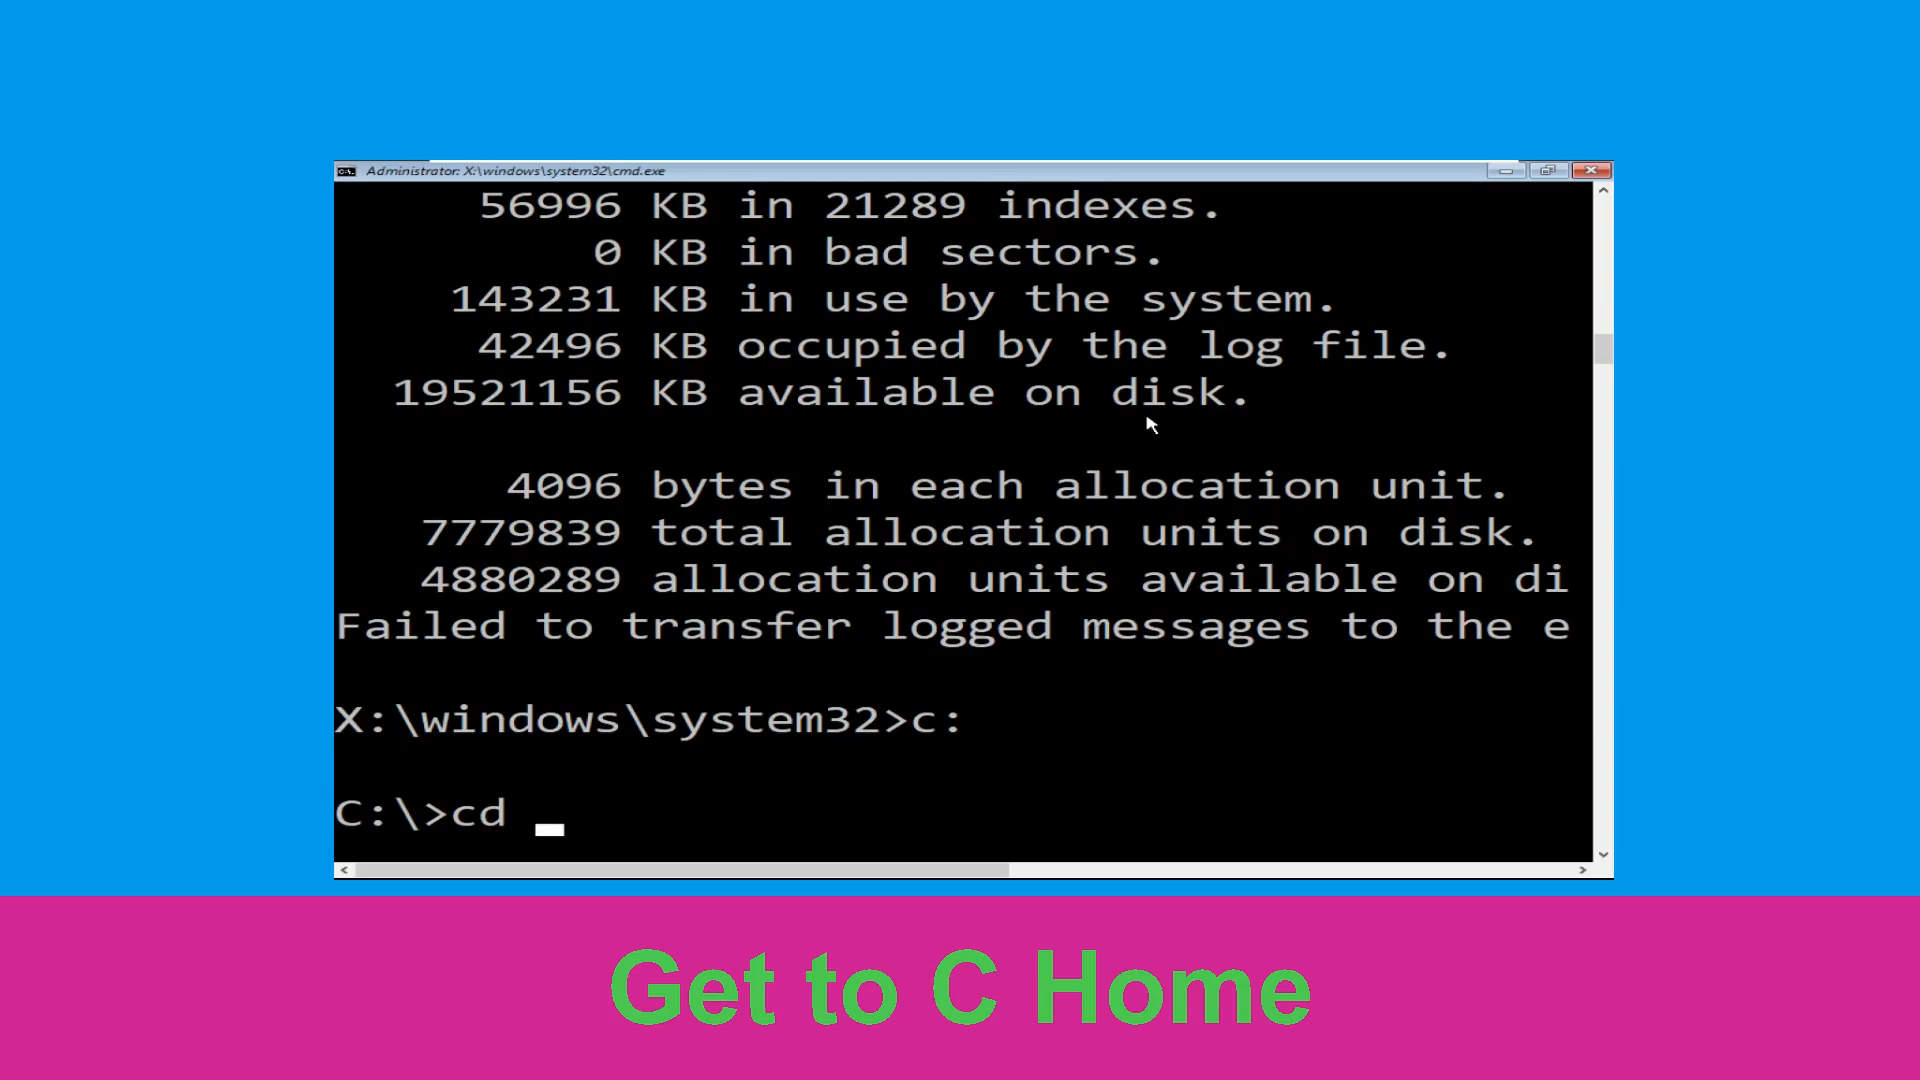 Administrator: X:\windows\system32\cmd.exe
56996 KB in 21289 indexes.
0 KB in bad sectors.
143231 KB in use by the system.
42496 KB occupied by the log file.
19521156 KB available on disk.
4096 bytes in each allocation unit.
7779839 total allocation units on disk.
4880289 allocation units available on di
Failed to transfer logged messages to the e
X:\windows\system32>c:
C:\>cd _
Get to C Home